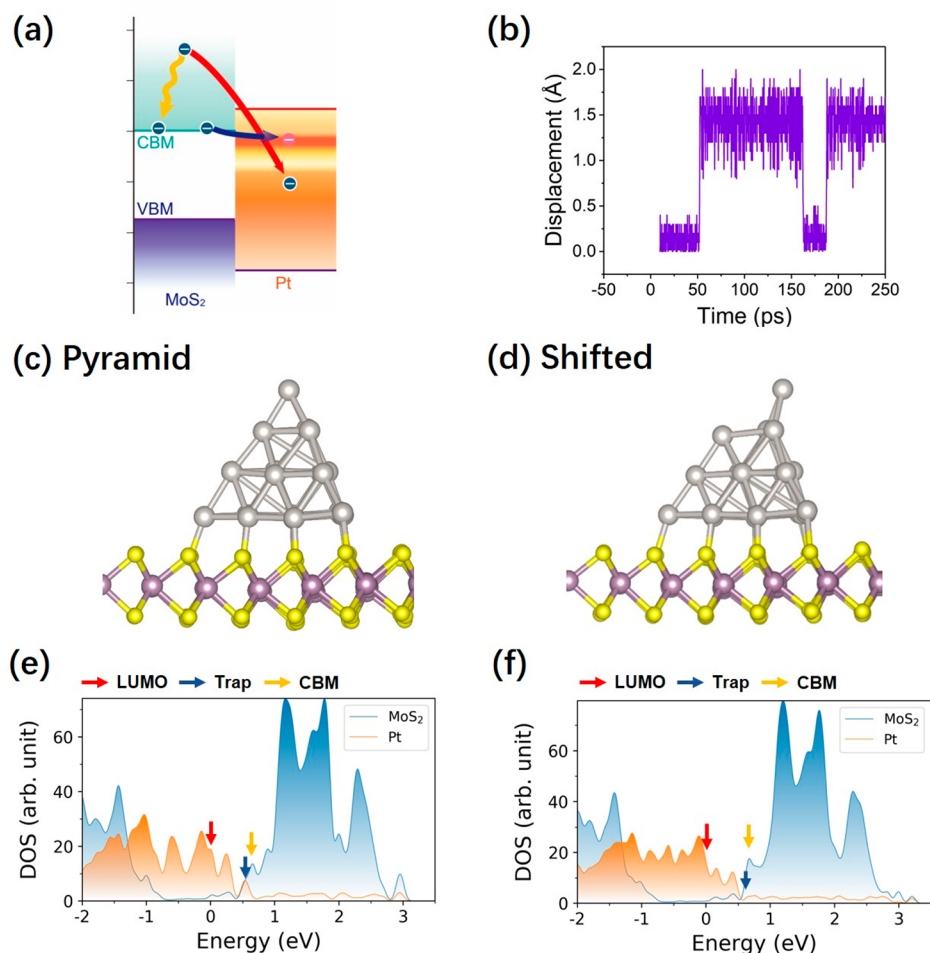 (a)
CBM
VBM
MoS₂
Pt
(b)
Displacement (Å)
2.0
1.5
1.0
0.5
0.0
-50 0 50 100 150 200 250
Time (ps)
(c) Pyramid
(d) Shifted
(e)
LUMO Trap CBM
DOS (arb. unit)
60
40
20
0
MoS₂
Pt
-2 -1 0 1 2 3
Energy (eV)
(f)
LUMO Trap CBM
DOS (arb. unit)
60
40
20
0
MoS₂
Pt
-2 -1 0 1 2 3
Energy (eV)